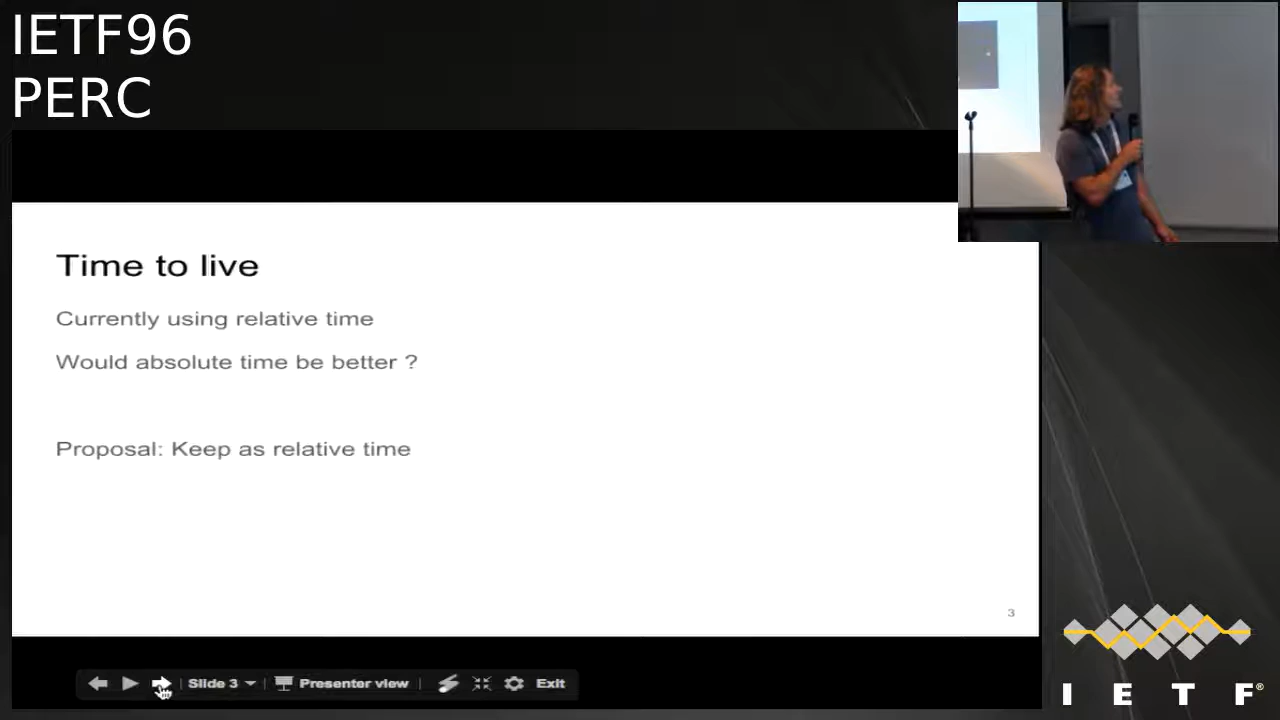 IETF96
PERC
Time to live
Currently using relative time
Would absolute time be better ?
Proposal: Keep as relative time
3
Slide 3
Presenter view
Exit
I E T F®